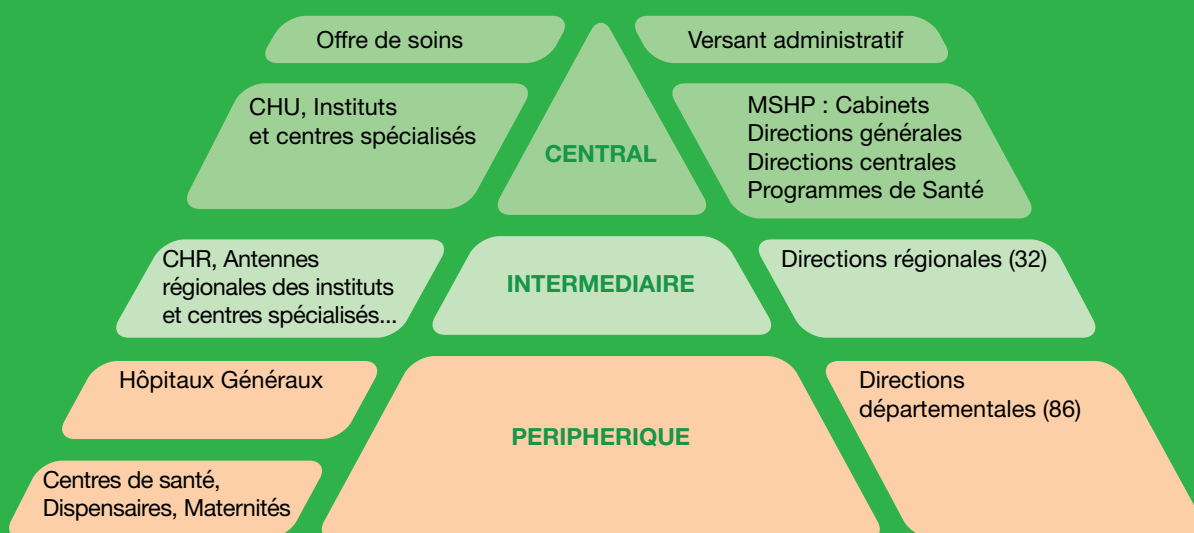 Offre de soins
Versant administratif
CHU, Instituts
et centres spécialisés
CENTRAL
MSHP : Cabinets
Directions générales
Directions centrales
Programmes de Santé
CHR, Antennes
régionales des instituts
et centres spécialisés...
INTERMEDIAIRE
Directions régionales (32)
Hôpitaux Généraux
PERIPHERIQUE
Directions
départementales (86)
Centres de santé,
Dispensaires, Maternités